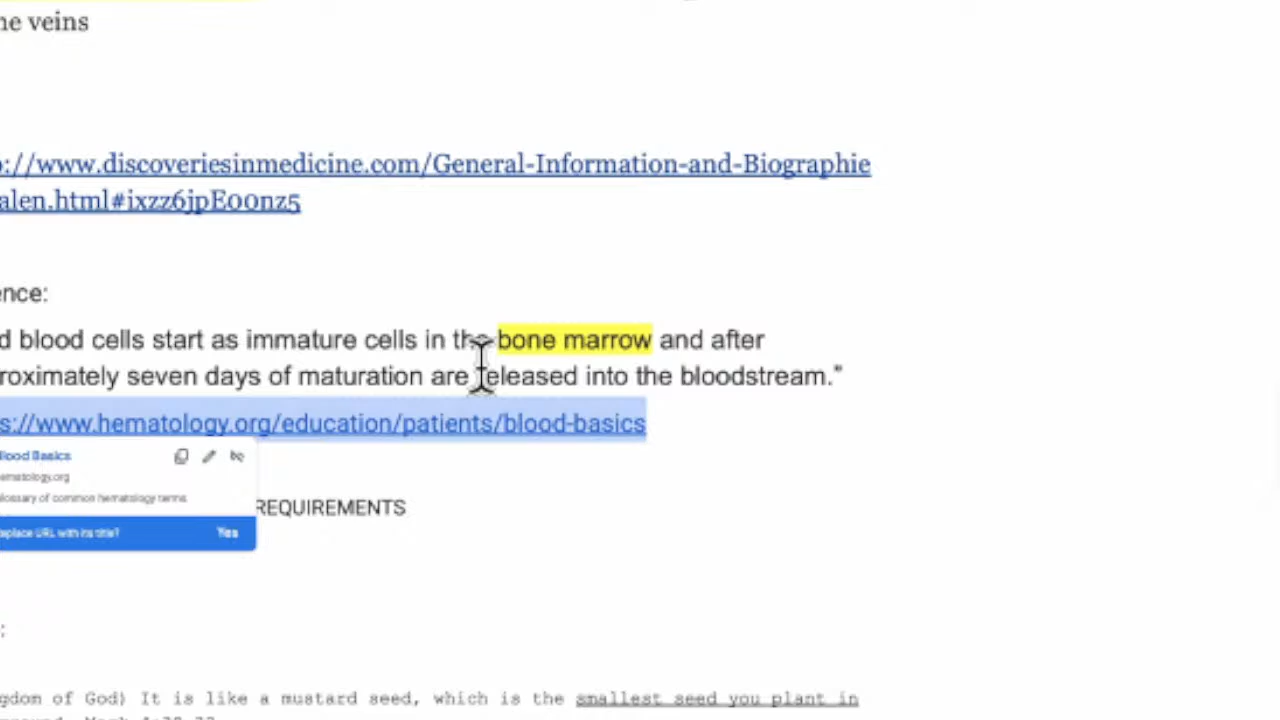 ne veins
://www.discoveriesinmedicine.com/General-Information-and-Biographie
alen.html#ixzz6jpE00nz5
ence:
d blood cells start as immature cells in the bone marrow and after
roximately seven days of maturation are released into the bloodstream."
s://www.hematology.org/education/patients/blood-basics
lood Basics
ematology.org
lossary of common hematology terms
REQUIREMENTS
eplace URL with its title? Yes
:
gdom of God) It is like a mustard seed, which is the smallest seed you plant in